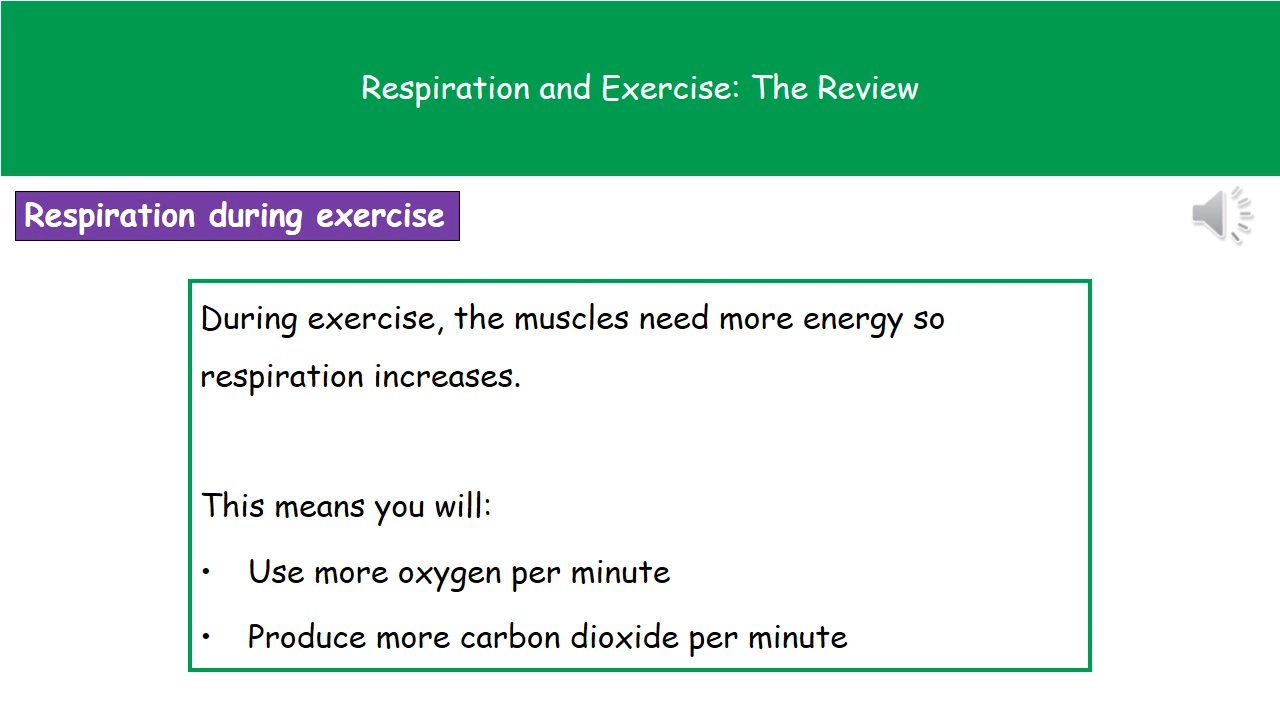 Respiration and Exercise: The Review
Respiration during exercise
During exercise, the muscles need more energy so
respiration increases.
This means you will:
• Use more oxygen per minute
• Produce more carbon dioxide per minute